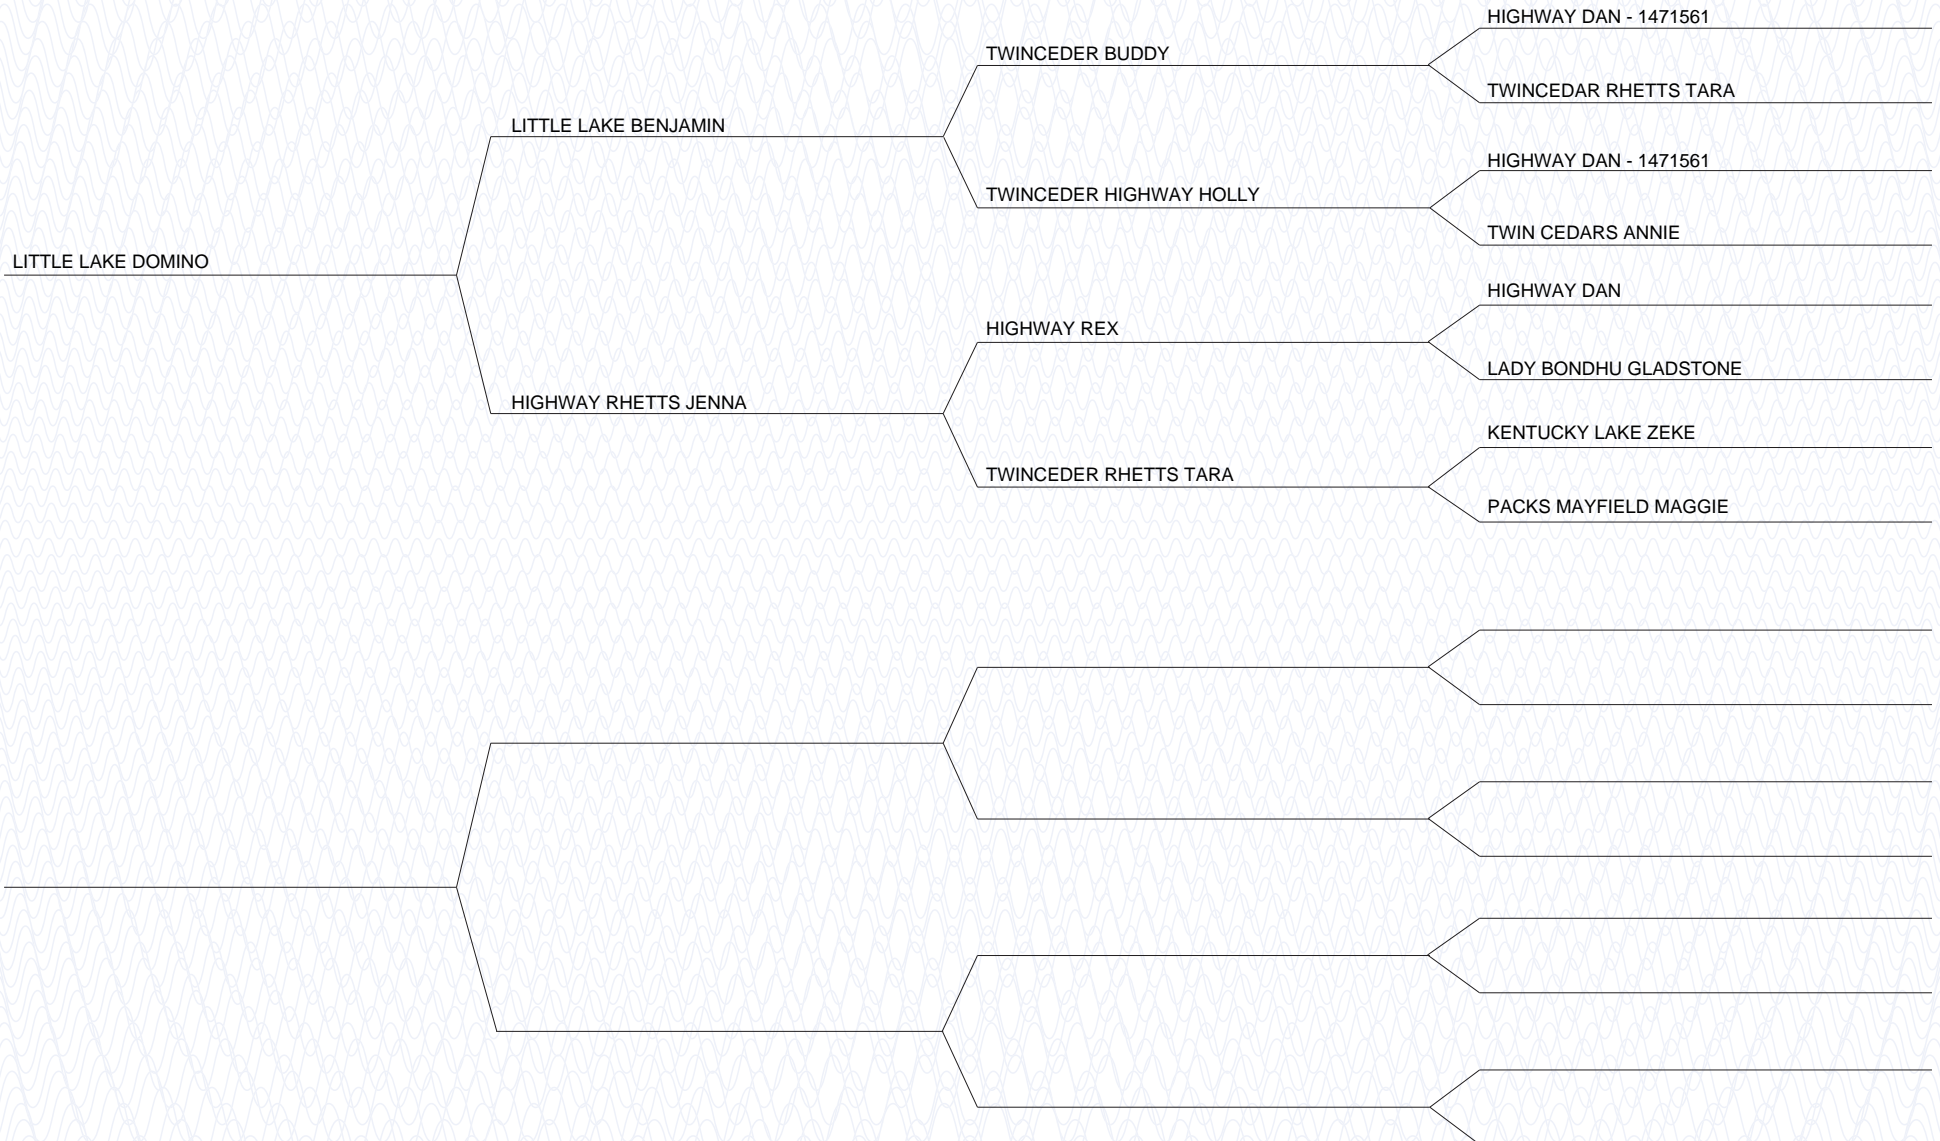 HIGHWAY DAN - 1471561
TWINCEDER BUDDY
TWINCEDAR RHETTS TARA
LITTLE LAKE BENJAMIN
HIGHWAY DAN - 1471561
TWINCEDER HIGHWAY HOLLY
TWIN CEDARS ANNIE
LITTLE LAKE DOMINO
HIGHWAY DAN
HIGHWAY REX
LADY BONDHU GLADSTONE
HIGHWAY RHETTS JENNA
KENTUCKY LAKE ZEKE
TWINCEDER RHETTS TARA
PACKS MAYFIELD MAGGIE